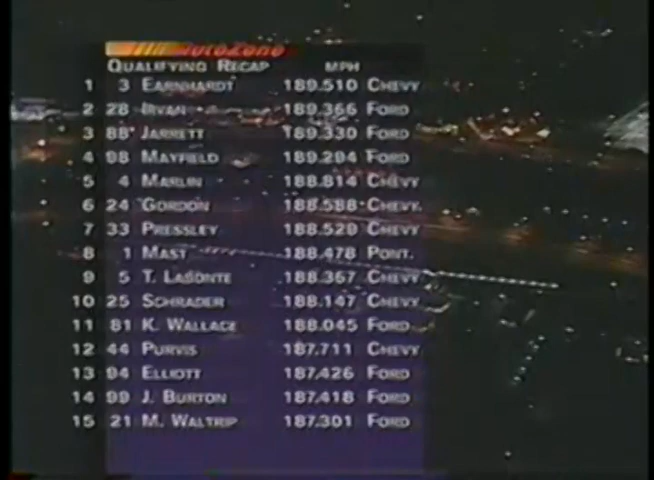 AutoZone
QUALIFYING RECAP MPH
1 3 EARNHARDT 189.510 CHEVY
2 28 IRVAN 189.366 FORD
3 88 JARRETT 189.330 FORD
4 98 MAYFIELD 189.294 FORD
5 4 MARLIN 188.814 CHEVY
6 24 GORDON 188.588 CHEVY
7 33 PRESSLEY 188.529 CHEVY
8 1 MAST 188.478 PONT.
9 5 T. LABONTE 188.367 CHEVY
10 25 SCHRADER 188.147 CHEVY
11 81 K. WALLACE 188.045 FORD
12 44 PURVIS 187.711 CHEVY
13 94 ELLIOTT 187.426 FORD
14 99 J. BURTON 187.418 FORD
15 21 M. WALTRIP 187.301 FORD